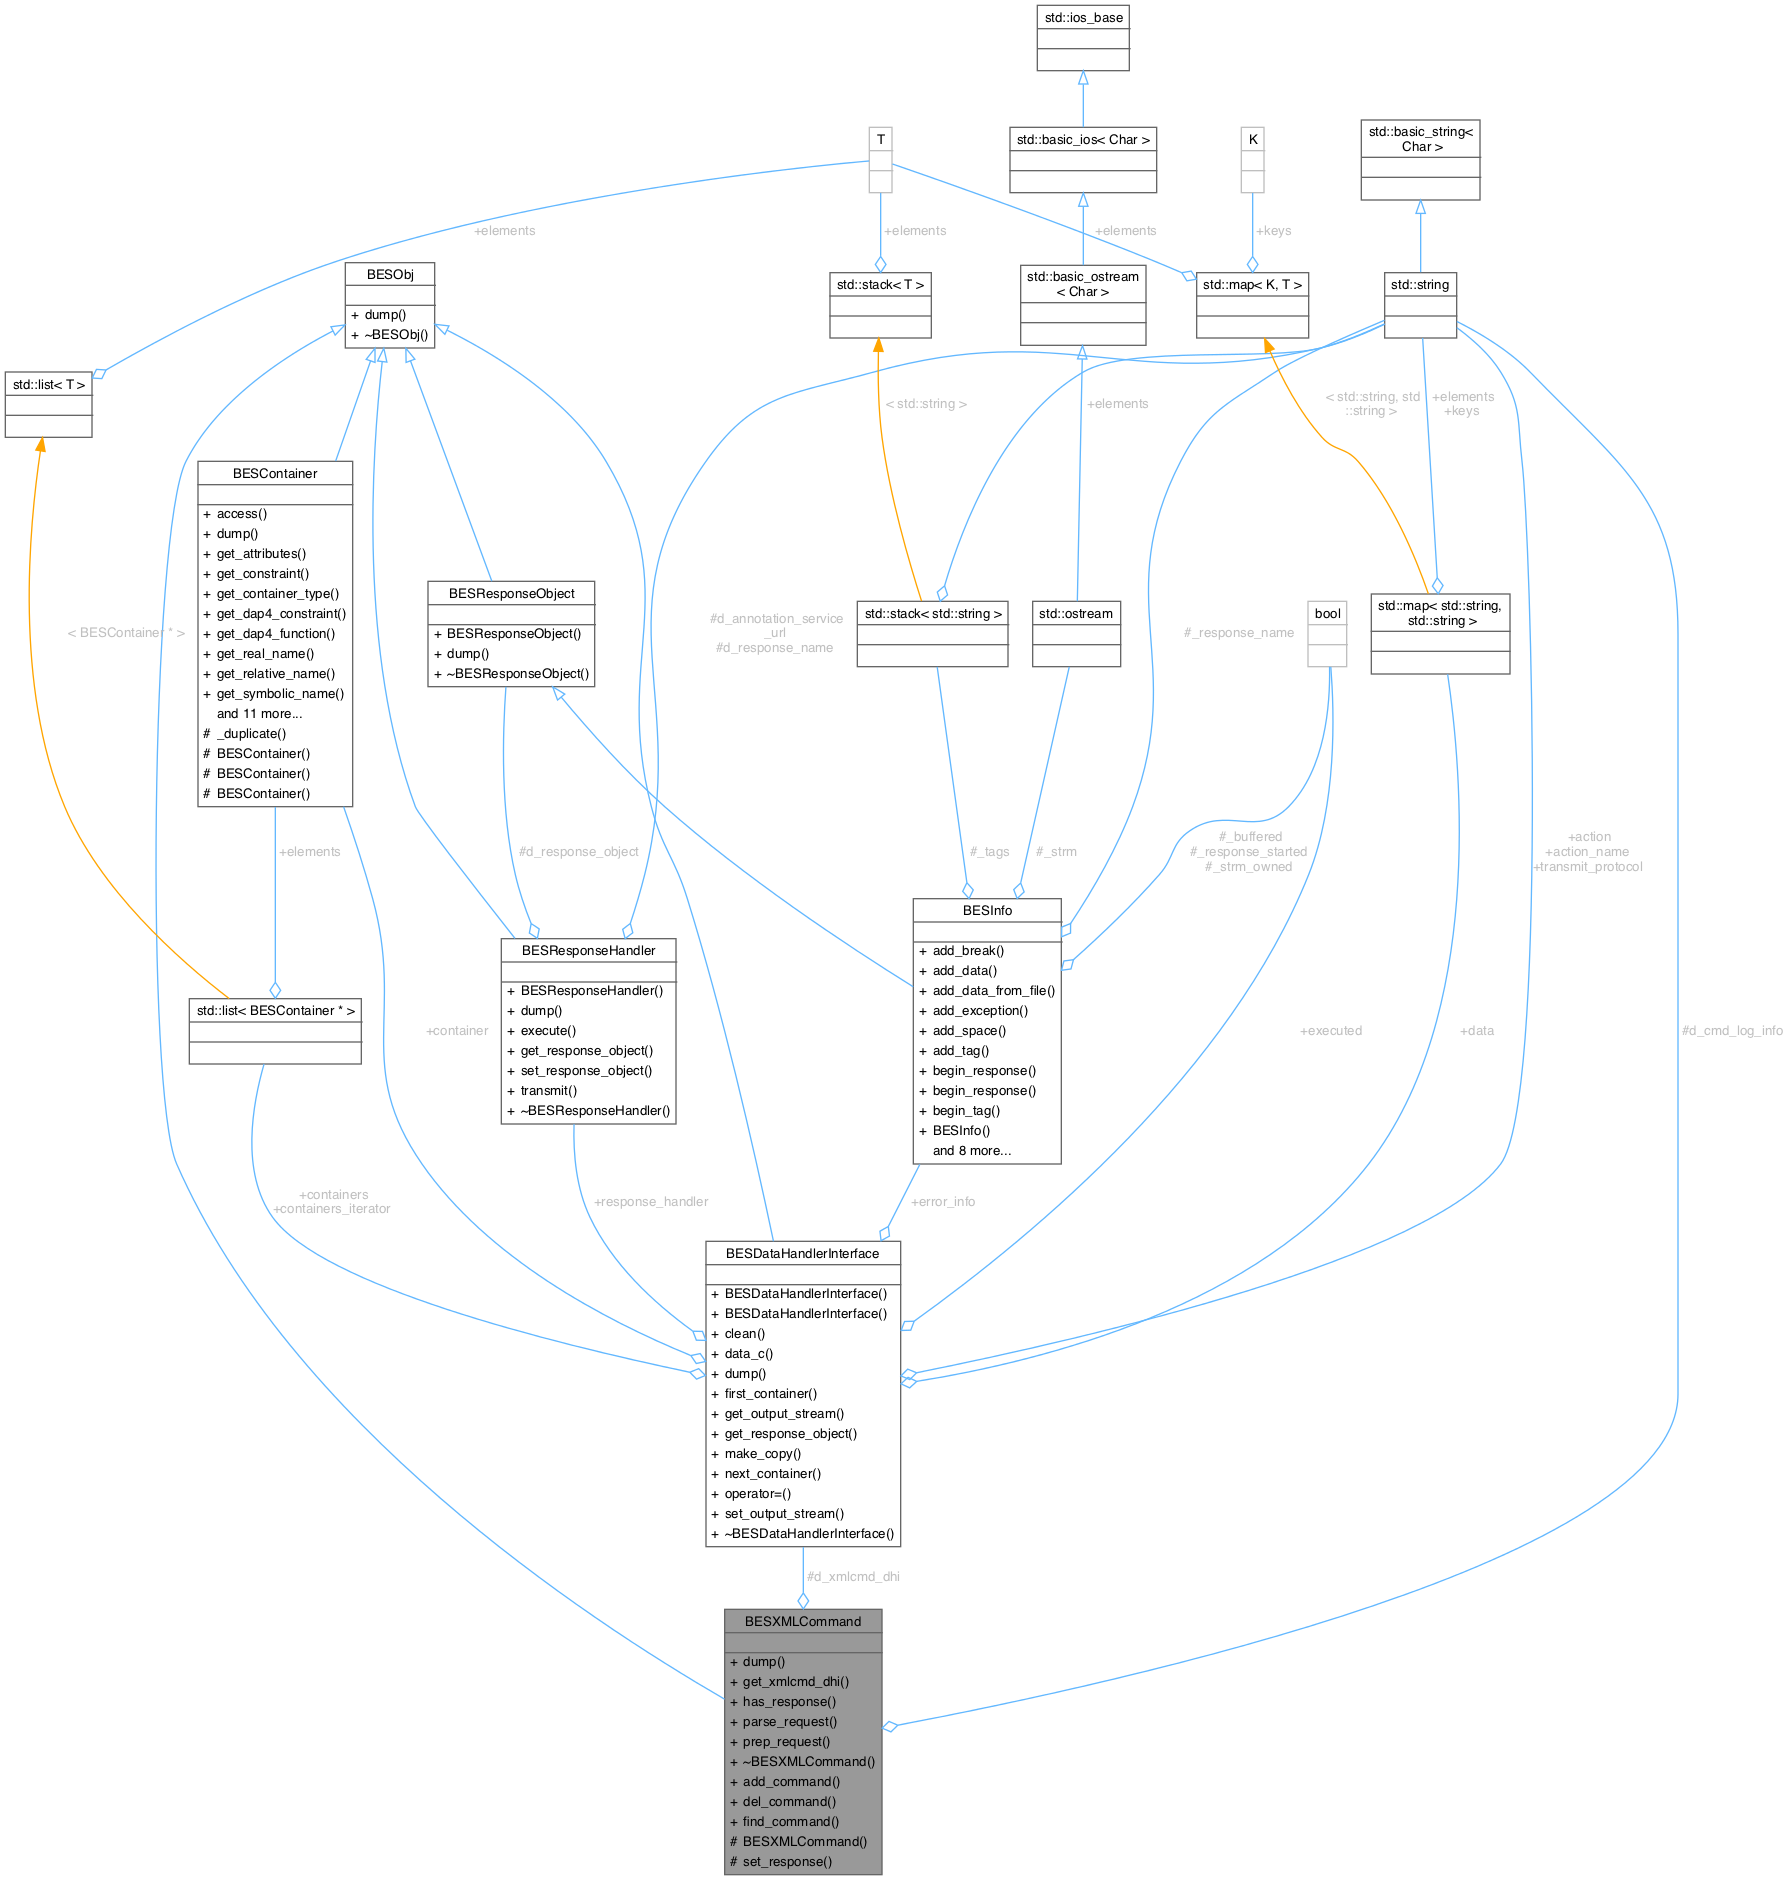 std::ios_base
T
std::basic_ios< Char >
K
std::basic_string<
Char >
+elements
+elements
+elements
+keys
BESObj
+ dump()
+ ~BESObj()
std::stack< T >
std::basic_ostream
< Char >
std::map< K, T >
std::string
std::list< T >
< std::string >
+elements
< std::string, std
::string >
+elements
+keys
BESContainer
+ access()
+ dump()
+ get_attributes()
+ get_constraint()
+ get_container_type()
+ get_dap4_constraint()
+ get_dap4_function()
+ get_real_name()
+ get_relative_name()
+ get_symbolic_name()
and 11 more...
# _duplicate()
# BESContainer()
# BESContainer()
# BESContainer()
< BESContainer * >
BESResponseObject
+ BESResponseObject()
+ dump()
+ ~BESResponseObject()
#d_annotation_service
_url
#d_response_name
std::stack< std::string >
std::ostream
#_response_name
bool
std::map< std::string,
std::string >
+elements
#d_response_object
#_tags
#_strm
#_buffered
#_response_started
#_strm_owned
+action
+action_name
+transmit_protocol
std::list< BESContainer * >
+container
BESResponseHandler
+ BESResponseHandler()
+ dump()
+ execute()
+ get_response_object()
+ set_response_object()
+ transmit()
+ ~BESResponseHandler()
BESInfo
+ add_break()
+ add_data()
+ add_data_from_file()
+ add_exception()
+ add_space()
+ add_tag()
+ begin_response()
+ begin_response()
+ begin_tag()
+ BESInfo()
and 8 more...
+executed
+data
#d_cmd_log_info
+containers
+containers_iterator
+response_handler
+error_info
BESDataHandlerInterface
+ BESDataHandlerInterface()
+ BESDataHandlerInterface()
+ clean()
+ data_c()
+ dump()
+ first_container()
+ get_output_stream()
+ get_response_object()
+ make_copy()
+ next_container()
+ operator=()
+ set_output_stream()
+ ~BESDataHandlerInterface()
#d_xmlcmd_dhi
BESXMLCommand
+ dump()
+ get_xmlcmd_dhi()
+ has_response()
+ parse_request()
+ prep_request()
+ ~BESXMLCommand()
+ add_command()
+ del_command()
+ find_command()
# BESXMLCommand()
# set_response()